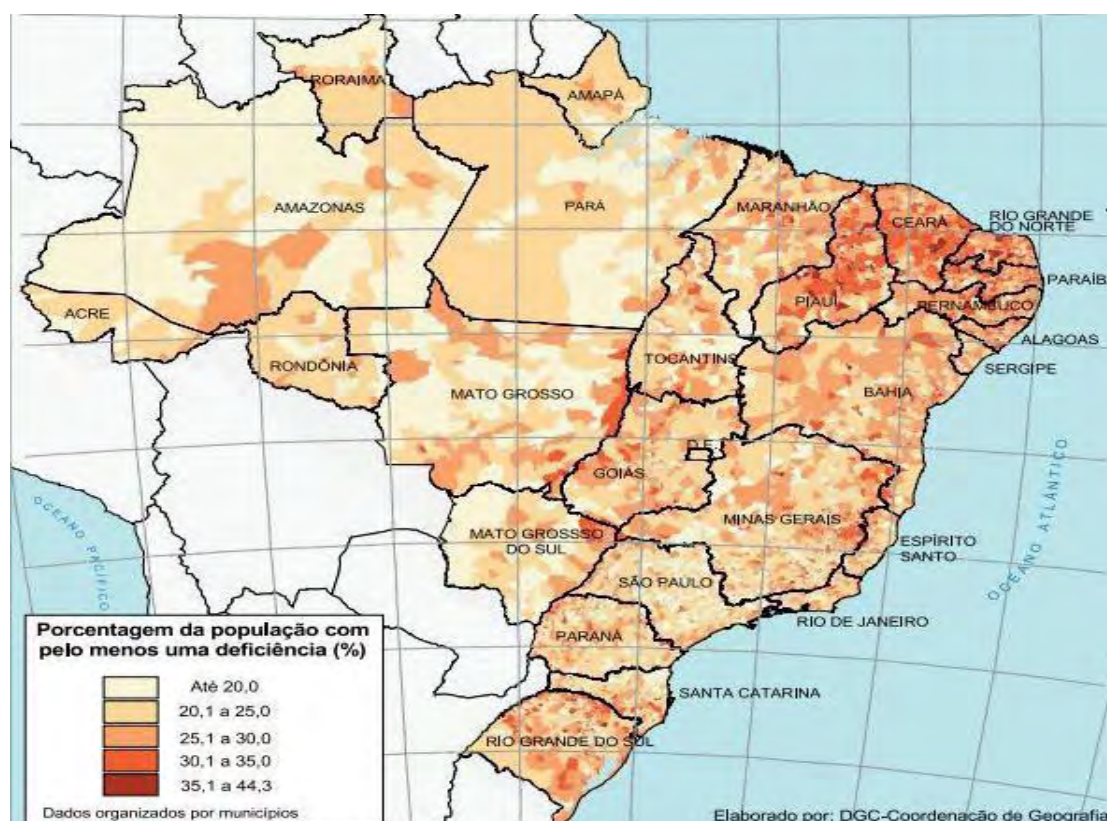 RORAIMA
AMAPÁ
AMAZONAS
PARÁ
MARANHÃO
CEARÁ
RIO GRANDE
DO NORTE
PARAÍB
PIAUÍ
PERNAMBUCO
ACRE
ALAGOAS
TOCANTINS
SERGIPE
RONDÔNIA
MATO GROSSO
BAHIA
D.F.
GOIÁS
OCEANO PACÍFICO
OCEANO ATLÂNTICO
MINAS GERAIS
MATO GROSSSO
DO SUL
ESPÍRITO
SANTO
SÃO PAULO
RIO DE JANEIRO
PARANÁ
SANTA CATARINA
RIO GRANDE DO SUL
Porcentagem da população com
pelo menos uma deficiência (%)
Até 20,0
20,1 a 25,0
25,1 a 30,0
30,1 a 35,0
35,1 a 44,3
Dados organizados por municípios
Elaborado por: DGC-Coordenação de Geografia